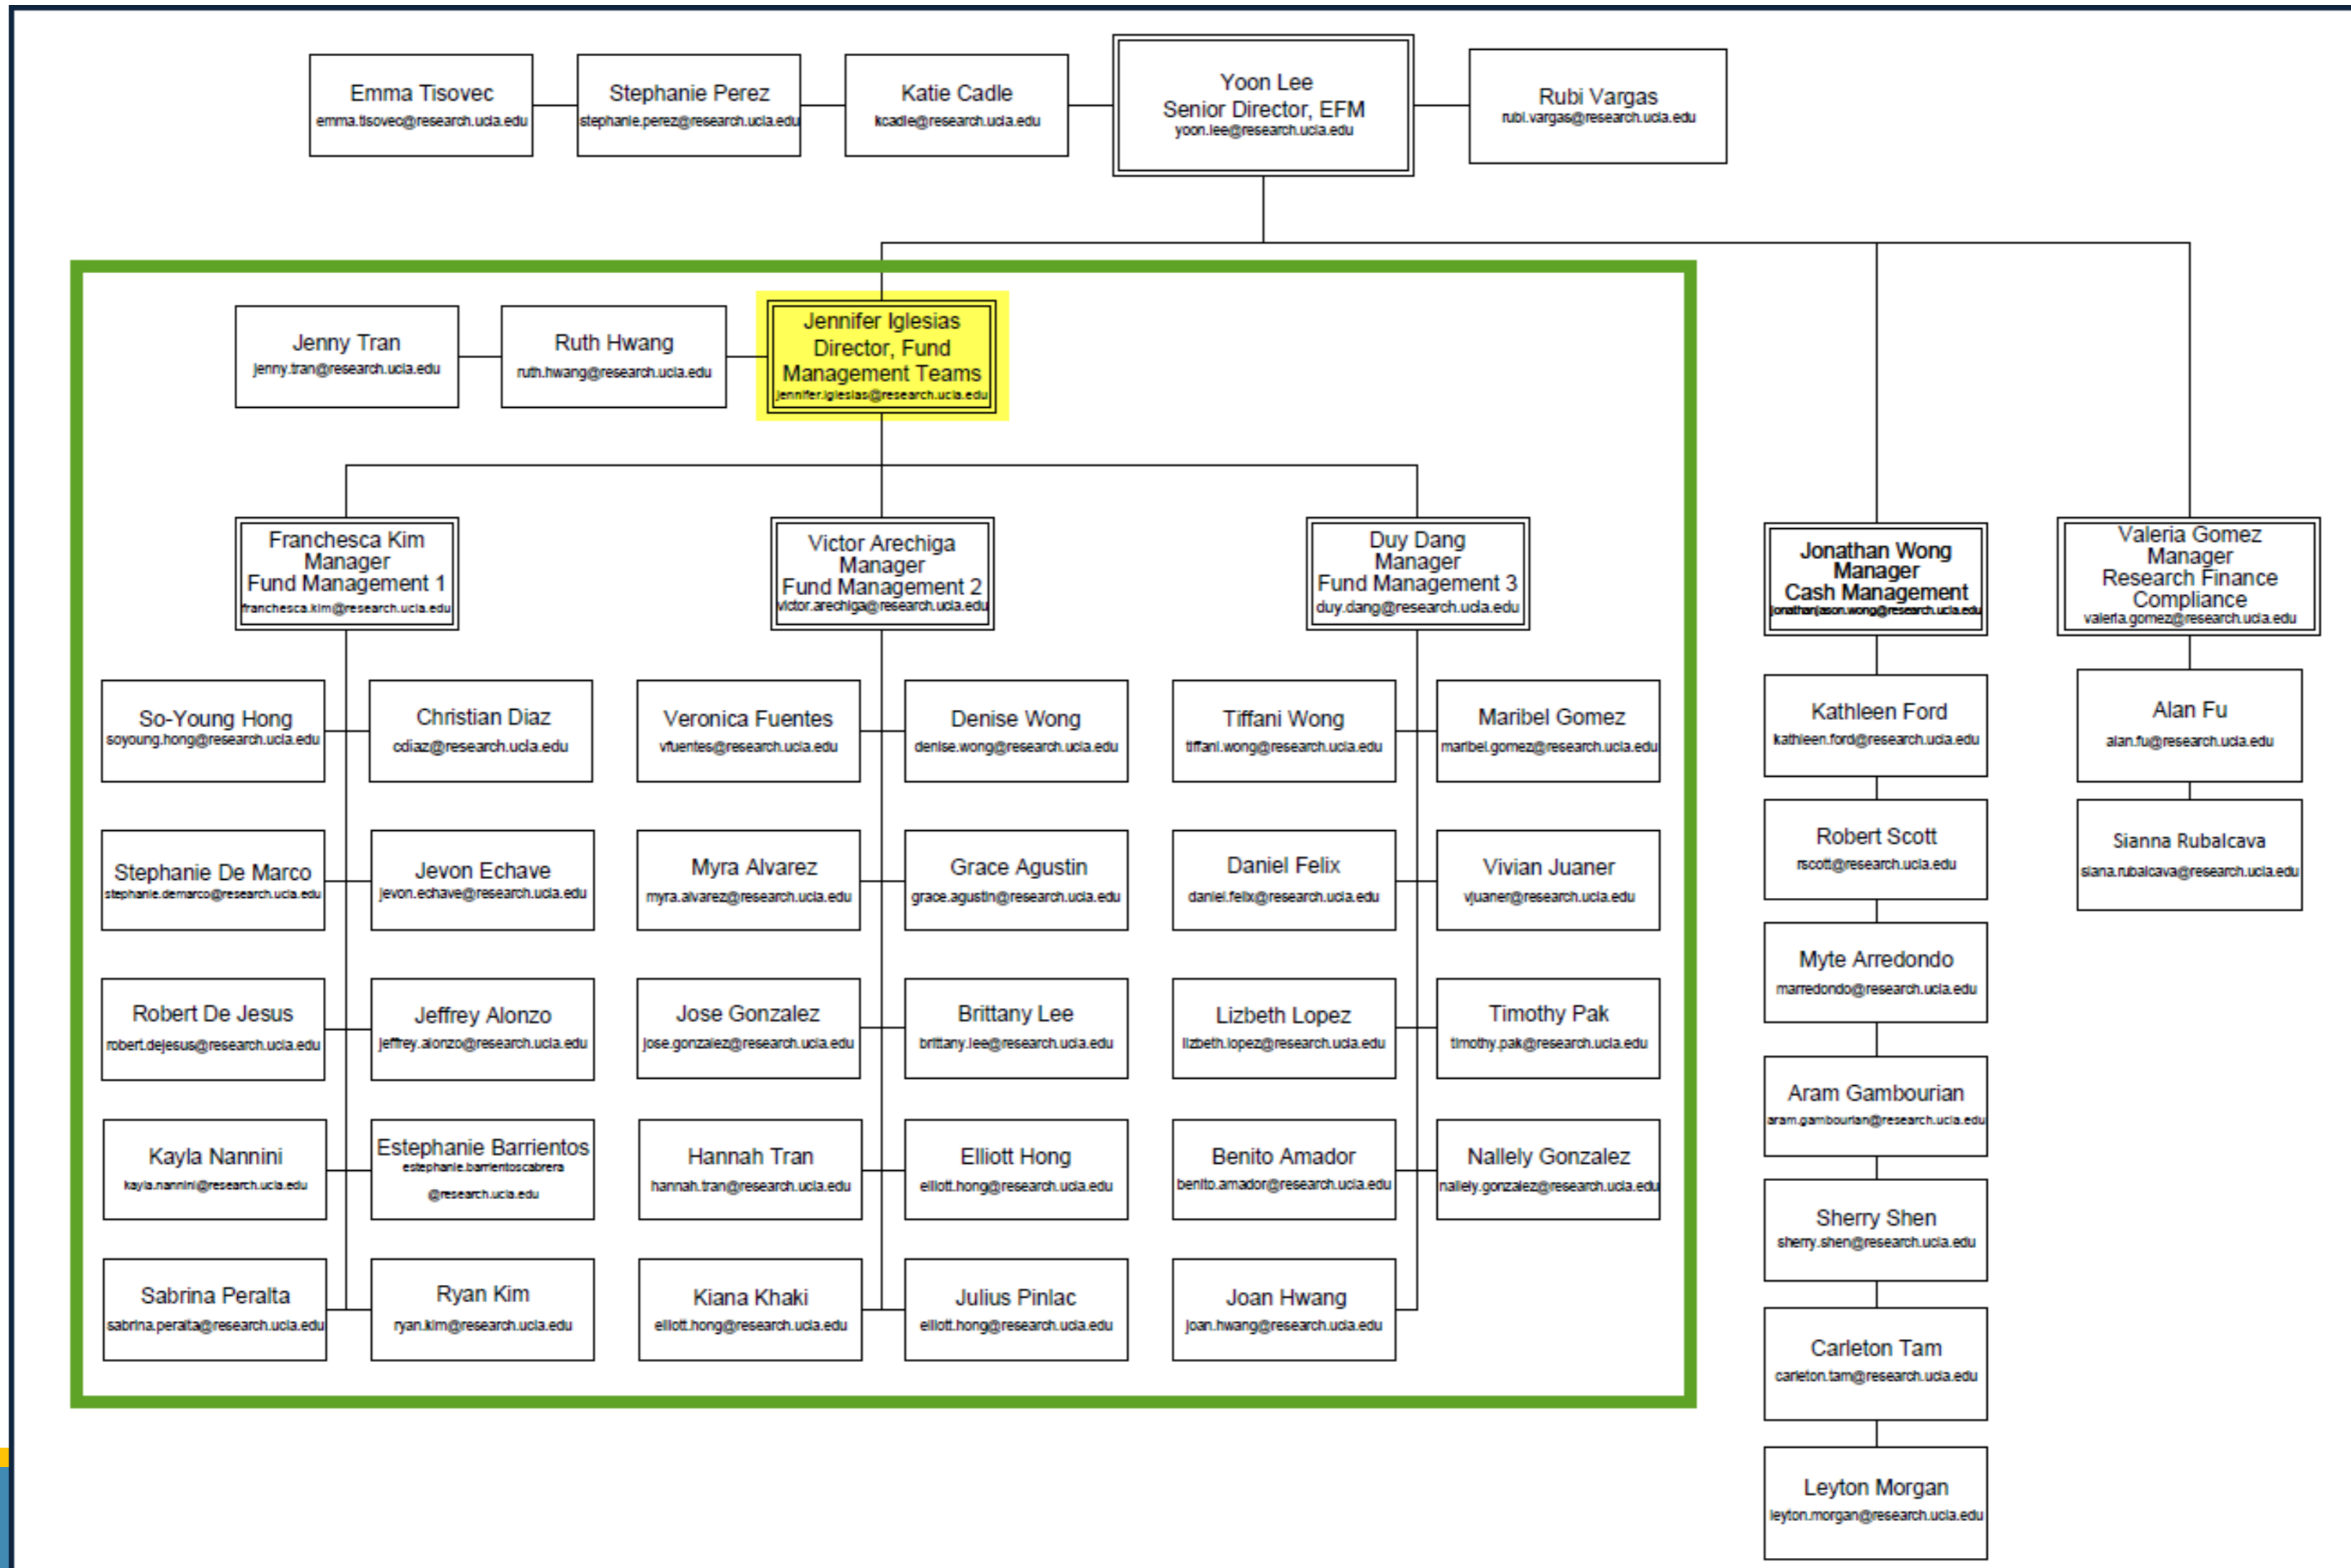 Emma Tisovec
emma.tisovec@research.ucla.edu
Stephanie Perez
stephanie.perez@research.ucla.edu
Katie Cadle
kcadle@research.ucla.edu
Yoon Lee
Senior Director, EFM
yoon.lee@research.ucla.edu
Rubi Vargas
rubi.vargas@research.ucla.edu
Jenny Tran
jenny.tran@research.ucla.edu
Ruth Hwang
ruth.hwang@research.ucla.edu
Jennifer Iglesias
Director, Fund
Management Teams
jennifer.iglesias@research.ucla.edu
Franchesca Kim
Manager
Fund Management 1
franchesca.kim@research.ucla.edu
Victor Arechiga
Manager
Fund Management 2
victor.arechiga@research.ucla.edu
Duy Dang
Manager
Fund Management 3
duy.dang@research.ucla.edu
Jonathan Wong
Manager
Cash Management
jonathanjason.wong@research.ucla.edu
Valeria Gomez
Manager
Research Finance
Compliance
valeria.gomez@research.ucla.edu
So-Young Hong
soyoung.hong@research.ucla.edu
Christian Diaz
cdiaz@research.ucla.edu
Veronica Fuentes
vfuentes@research.ucla.edu
Denise Wong
denise.wong@research.ucla.edu
Tiffani Wong
tiffani.wong@research.ucla.edu
Maribel Gomez
maribel.gomez@research.ucla.edu
Kathleen Ford
kathleen.ford@research.ucla.edu
Alan Fu
alan.fu@research.ucla.edu
Stephanie De Marco
stephanie.demarco@research.ucla.edu
Jevon Echave
jevon.echave@research.ucla.edu
Myra Alvarez
myra.alvarez@research.ucla.edu
Grace Agustin
grace.agustin@research.ucla.edu
Daniel Felix
daniel.felix@research.ucla.edu
Vivian Juaner
vjuaner@research.ucla.edu
Robert Scott
rscott@research.ucla.edu
Sianna Rubalcava
siana.rubalcava@research.ucla.edu
Robert De Jesus
robert.dejesus@research.ucla.edu
Jeffrey Alonzo
jeffrey.alonzo@research.ucla.edu
Jose Gonzalez
jose.gonzalez@research.ucla.edu
Brittany Lee
brittany.lee@research.ucla.edu
Lizbeth Lopez
lizbeth.lopez@research.ucla.edu
Timothy Pak
timothy.pak@research.ucla.edu
Myte Arredondo
marredondo@research.ucla.edu
Kayla Nannini
kayla.nannini@research.ucla.edu
Estephanie Barrientos
estephanie.barrientoscabrera
@research.ucla.edu
Hannah Tran
hannah.tran@research.ucla.edu
Elliott Hong
elliott.hong@research.ucla.edu
Benito Amador
benito.amador@research.ucla.edu
Nallely Gonzalez
nallely.gonzalez@research.ucla.edu
Aram Gambourian
aram.gambourian@research.ucla.edu
Sherry Shen
sherry.shen@research.ucla.edu
Sabrina Peralta
sabrina.peralta@research.ucla.edu
Ryan Kim
ryan.kim@research.ucla.edu
Kiana Khaki
elliott.hong@research.ucla.edu
Julius Pinlac
elliott.hong@research.ucla.edu
Joan Hwang
joan.hwang@research.ucla.edu
Carleton Tam
carleton.tam@research.ucla.edu
Leyton Morgan
leyton.morgan@research.ucla.edu